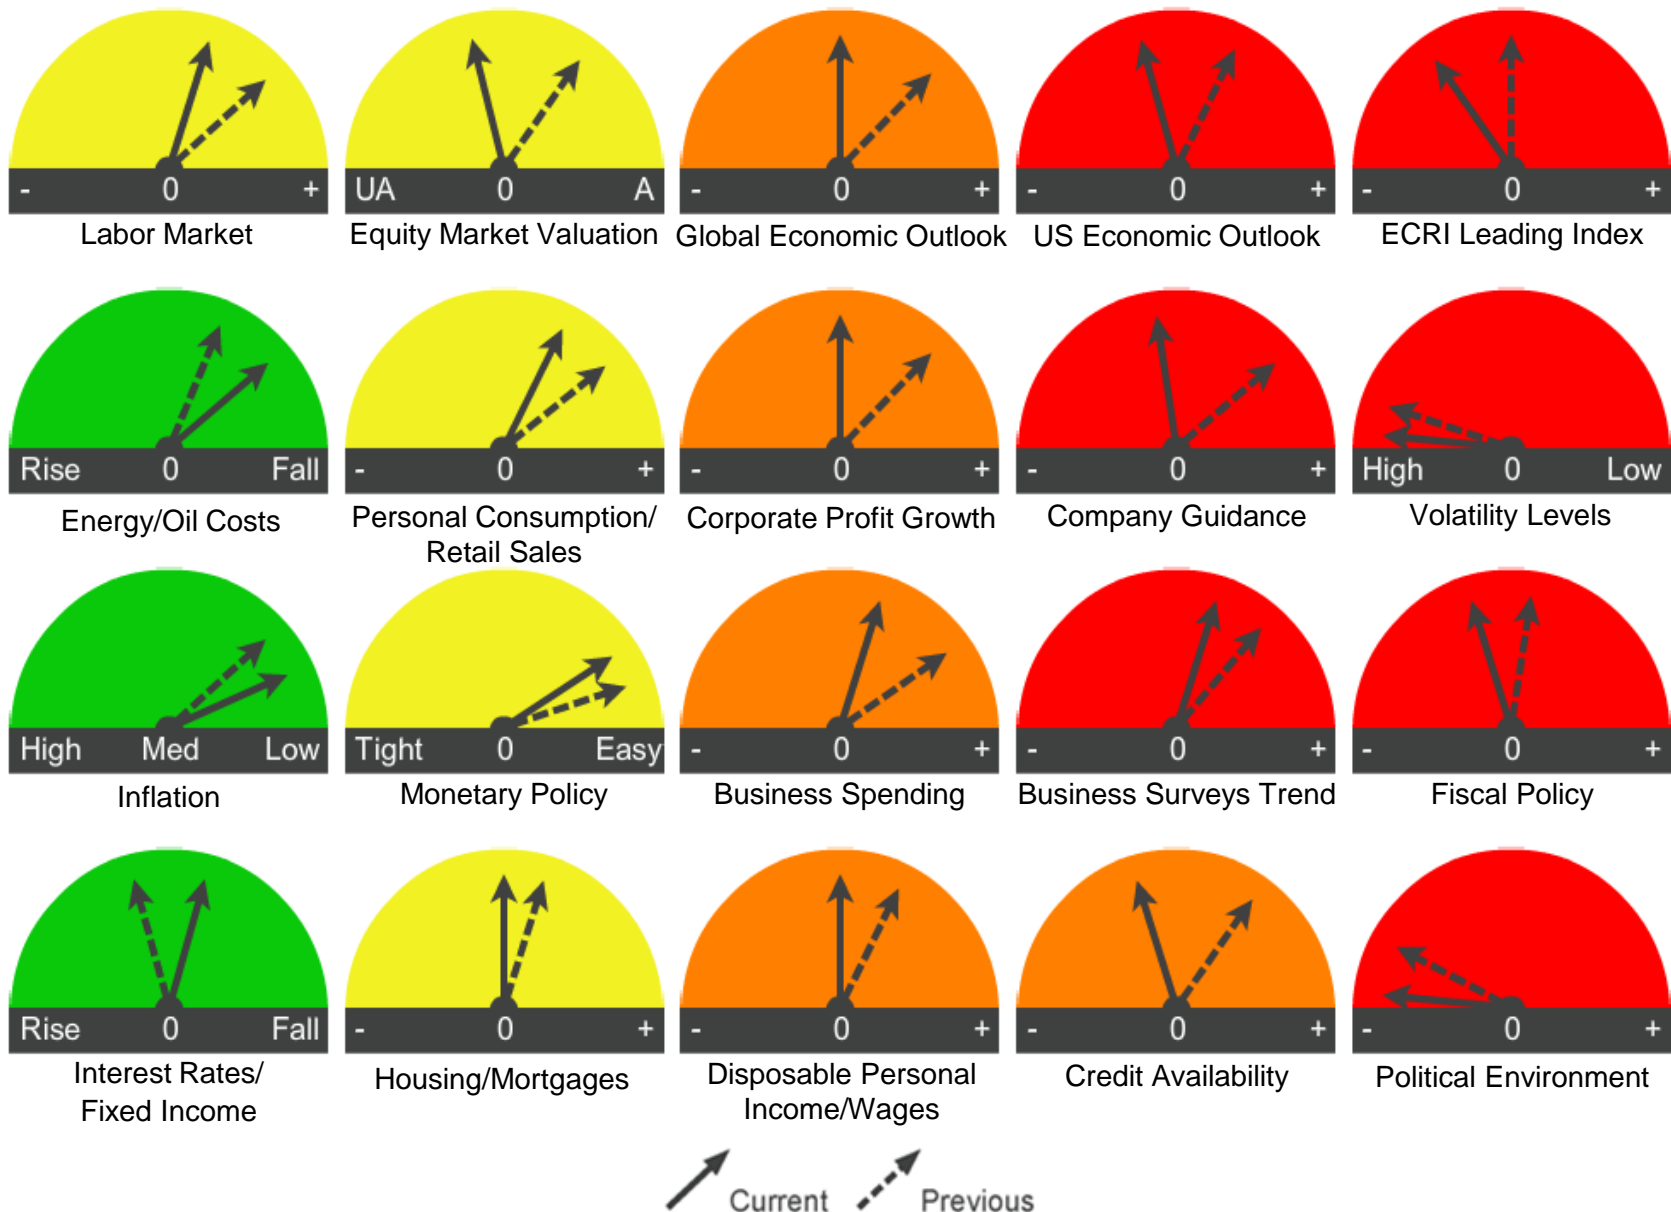 - 0 +
UA 0 A
- 0 +
- 0 +
- 0 +
Labor Market
Equity Market Valuation
Global Economic Outlook
US Economic Outlook
ECRI Leading Index
Rise 0 Fall
- 0 +
- 0 +
- 0 +
High 0 Low
Energy/Oil Costs
Personal Consumption/
Retail Sales
Corporate Profit Growth
Company Guidance
Volatility Levels
High Med Low
Tight 0 Easy
- 0 +
- 0 +
- 0 +
Inflation
Monetary Policy
Business Spending
Business Surveys Trend
Fiscal Policy
Rise 0 Fall
- 0 +
- 0 +
- 0 +
- 0 +
Interest Rates/
Fixed Income
Housing/Mortgages
Disposable Personal
Income/Wages
Credit Availability
Political Environment
Current
Previous